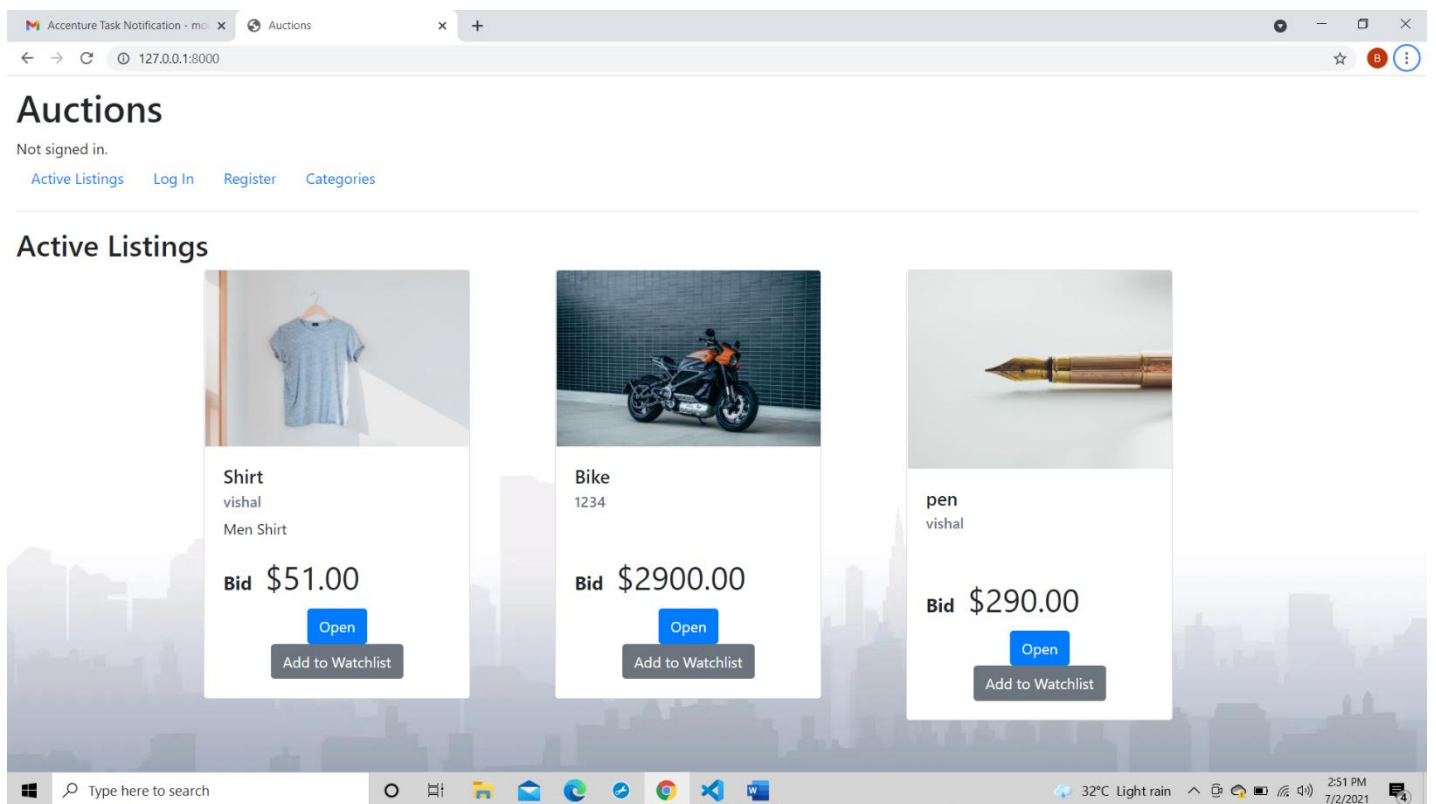 Accenture Task Notification - mo
Auctions
127.0.0.1:8000
B
Auctions
Not signed in.
Active Listings Log In Register Categories
Active Listings
Shirt
vishal
Men Shirt
Bid $51.00
Open
Add to Watchlist
Bike
1234
Bid $2900.00
Open
Add to Watchlist
pen
vishal
Bid $290.00
Open
Add to Watchlist
Type here to search
32°C Light rain
2:51 PM
7/2/2021
4